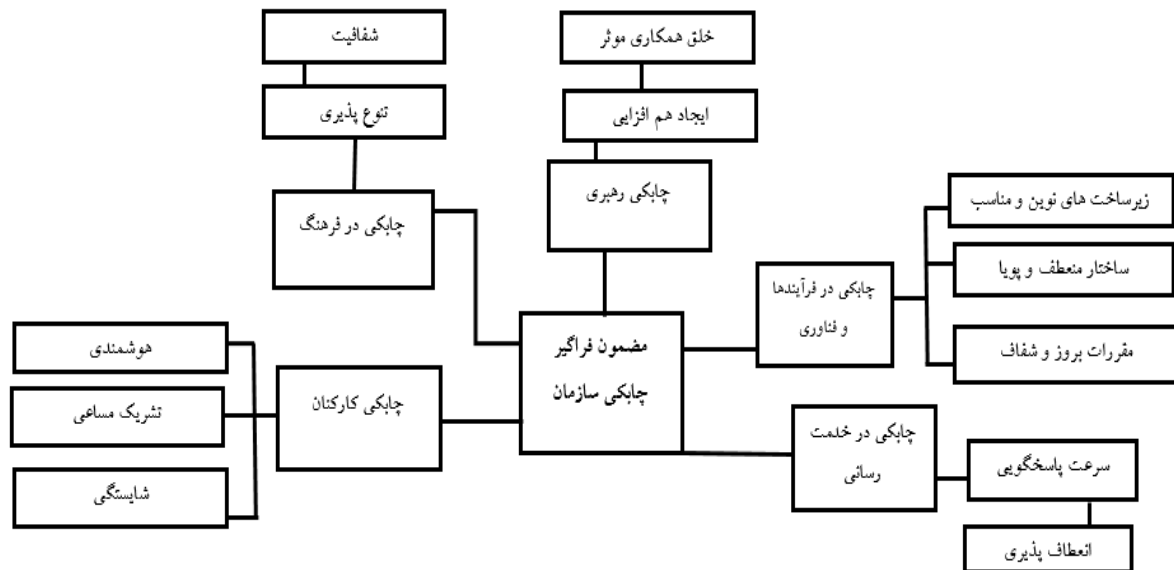 خلق همکاری موثر
شفافیت
ایجاد هم افزایی
تنوع پذیری
چابکی رهبری
چابکی در فرهنگ
زیرساخت های نوین و مناسب
ساختار منعطف و پویا
مقررات بروز و شفاف
چابکی در فرآیندها
و فناوری
مضمون فراگیر
چابکی سازمان
هوشمندی
تشریک مساعی
شایستگی
چابکی کارکنان
چابکی در خدمت
رسانی
سرعت پاسخگویی
انعطاف پذیری